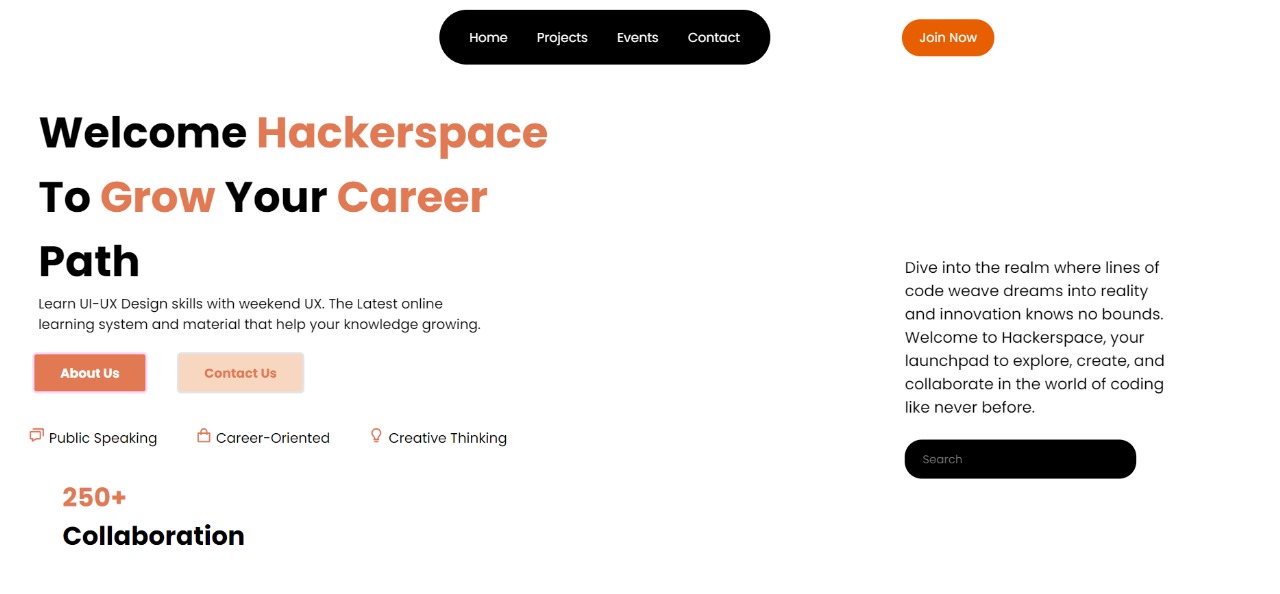 Home Projects Events Contact
Join Now
Welcome Hackerspace
To Grow Your Career
Path
Learn UI-UX Design skills with weekend UX. The Latest online
learning system and material that help your knowledge growing.
About Us
Contact Us
Public Speaking
Career-Oriented
Creative Thinking
250+
Collaboration
Dive into the realm where lines of
code weave dreams into reality
and innovation knows no bounds.
Welcome to Hackerspace, your
launchpad to explore, create, and
collaborate in the world of coding
like never before.
Search